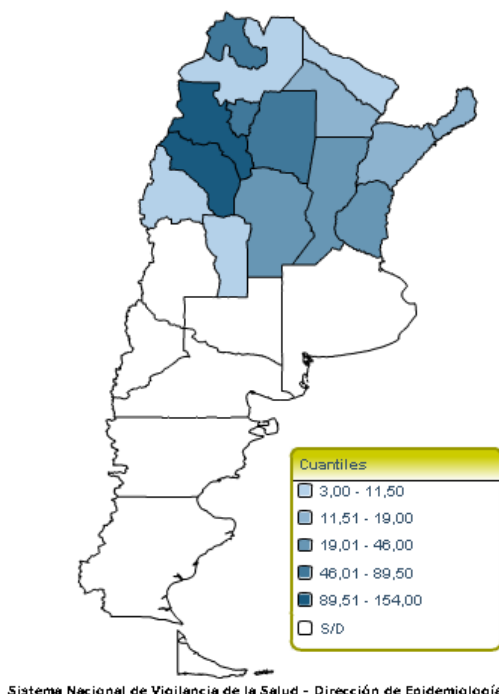 Cuantiles
3,00 - 11,50
11,51 - 19,00
19,01 - 46,00
46,01 - 89,50
89,51 - 154,00
S/D
Sistema Nacional de Vigilancia de la Salud - Dirección de Epidemiología